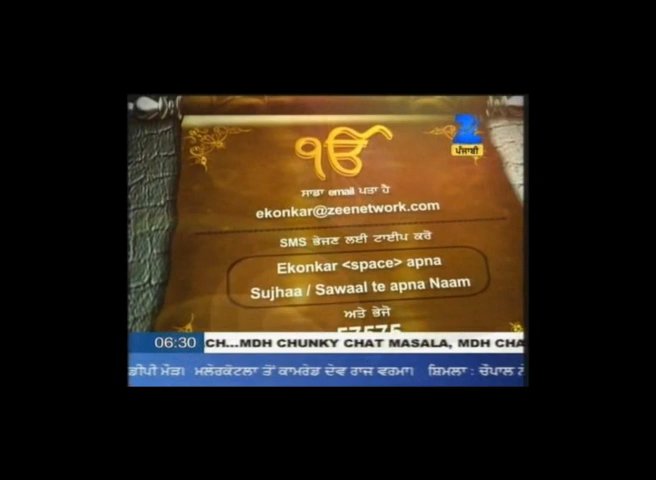 ੴ
ਪੰਜਾਬੀ
ਸਾਡਾ email ਪਤਾ ਹੈ
ekonkar@zeenetwork.com
SMS ਭੇਜਣ ਲਈ ਟਾਈਪ ਕਰੋ
Ekonkar <space> apna
Sujhaa / Sawaal te apna Naam
ਅਤੇ ਭੇਜੋ
57575
06:30 CH...MDH CHUNKY CHAT MASALA, MDH CHA
ਡੀਪੀ ਮੌੜ। ਮਲੇਰਕੋਟਲਾ ਤੋਂ ਕਾਮਰੇਡ ਦੇਵ ਰਾਜ ਵਰਮਾ। ਸ਼ਿਮਲਾ : ਚੌਪਾਲ